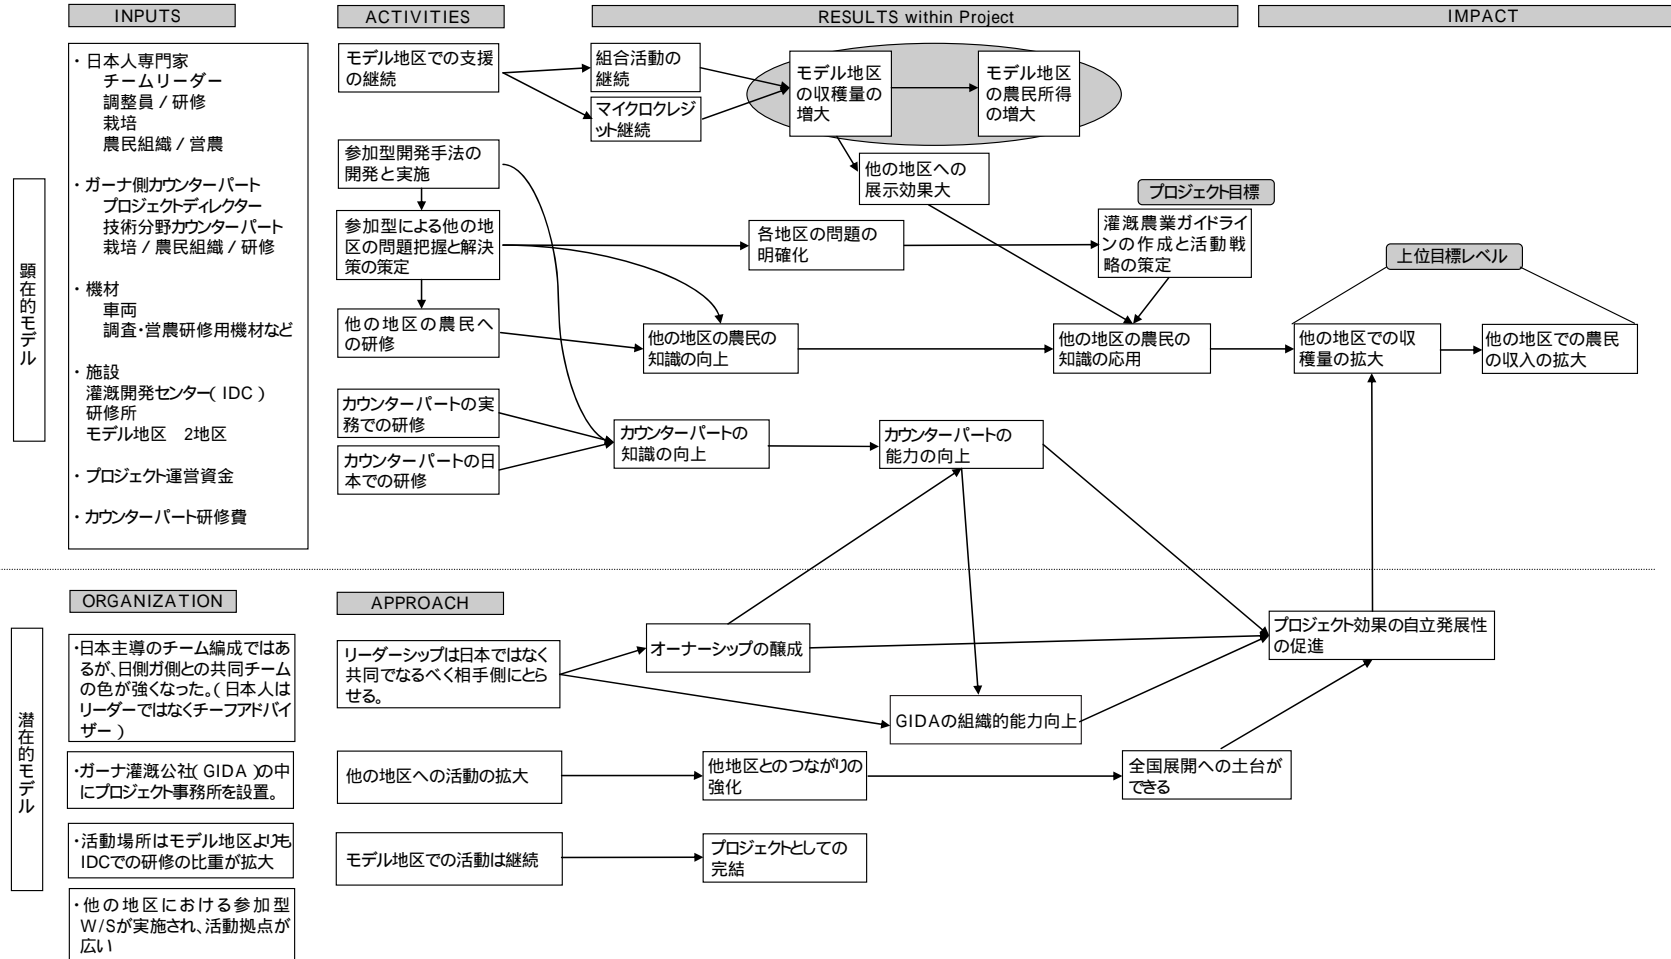 INPUTS
ACTIVITIES
RESULTS within Project
IMPACT
顕在的モデル
・日本人専門家
チームリーダー
調整員 / 研修
栽培
農民組織 / 営農
・ガーナ側カウンターパート
プロジェクトディレクター
技術分野カウンターパート
栽培 / 農民組織 / 研修
・機材
車両
調査・営農研修用機材など
・施設
灌漑開発センター( IDC )
研修所
モデル地区 2地区
・プロジェクト運営資金
・カウンターパート研修費
モデル地区での支援
の継続
参加型開発手法の
開発と実施
参加型による他の地
区の問題把握と解決
策の策定
他の地区の農民へ
の研修
カウンターパートの実
務での研修
カウンターパートの日
本での研修
組合活動の
継続
マイクロクレジ
ット継続
モデル地区
の収穫量の
増大
モデル地区
の農民所得
の増大
他の地区への
展示効果大
各地区の問題の
明確化
プロジェクト目標
灌漑農業ガイドライ
ンの作成と活動戦
略の策定
上位目標レベル
他の地区の農民の
知識の向上
他の地区の農民の
知識の応用
他の地区での収
穫量の拡大
他の地区での農民
の収入の拡大
カウンターパートの
知識の向上
カウンターパートの
能力の向上
潜在的モデル
ORGANIZATION
APPROACH
・日本主導のチーム編成ではあ
るが、日側ガ側との共同チーム
の色が強くなった。( 日本人は
リーダーではなくチーフアドバイ
ザー )
・ガーナ灌漑公社( GIDA )の中
にプロジェクト事務所を設置。
・活動場所はモデル地区よりも
IDCでの研修の比重が拡大
・他の地区における参加型
W/Sが実施され、活動拠点が
広い
リーダーシップは日本ではなく
共同でなるべく相手側にとら
せる。
オーナーシップの醸成
GIDAの組織的能力向上
プロジェクト効果の自立発展性
の促進
他の地区への活動の拡大
他地区とのつながりの
強化
全国展開への土台が
できる
モデル地区での活動は継続
プロジェクトとしての
完結